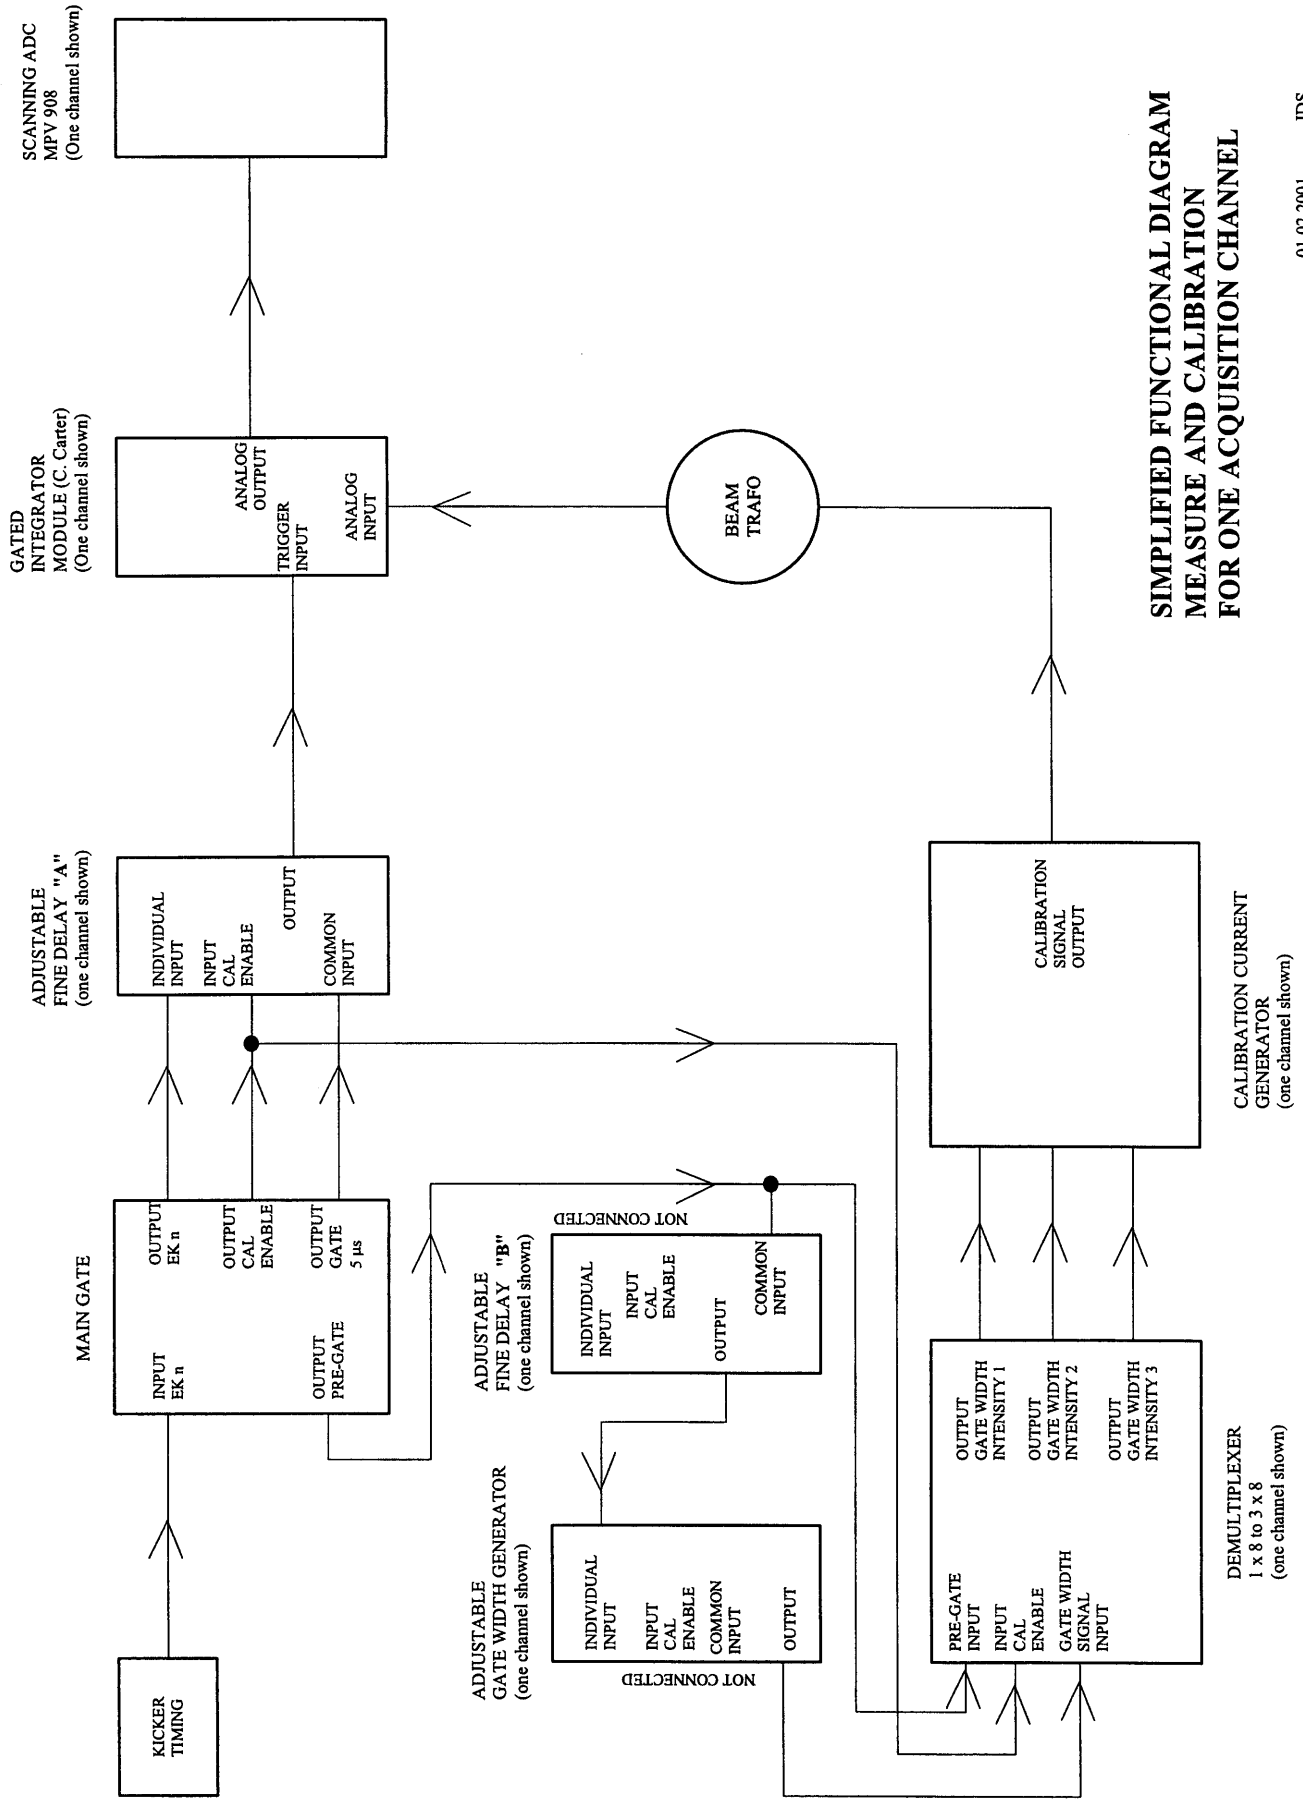 KICKER
TIMING
MAIN GATE
INPUT
EK n
OUTPUT
PRE-GATE
OUTPUT
EK n
OUTPUT
CAL
ENABLE
OUTPUT
GATE
5 µs
ADJUSTABLE
FINE DELAY "A"
(one channel shown)
INDIVIDUAL
INPUT
INPUT
CAL
ENABLE
COMMON
INPUT
OUTPUT
GATED
INTEGRATOR
MODULE (C. Carter)
(One channel shown)
TRIGGER
INPUT
ANALOG
OUTPUT
ANALOG
INPUT
SCANNING ADC
MPV 908
(One channel shown)
ADJUSTABLE
GATE WIDTH GENERATOR
(one channel shown)
INDIVIDUAL
INPUT
INPUT
CAL
ENABLE
COMMON
INPUT
OUTPUT
NOT CONNECTED
ADJUSTABLE
FINE DELAY "B"
(one channel shown)
INDIVIDUAL
INPUT
INPUT
CAL
ENABLE
OUTPUT
COMMON
INPUT
NOT CONNECTED
BEAM
TRAFO
PRE-GATE
INPUT
INPUT
CAL
ENABLE
GATE WIDTH
SIGNAL
INPUT
OUTPUT
GATE WIDTH
INTENSITY 1
OUTPUT
GATE WIDTH
INTENSITY 2
OUTPUT
GATE WIDTH
INTENSITY 3
DEMULTIPLEXER
1 x 8 to 3 x 8
(one channel shown)
CALIBRATION
SIGNAL
OUTPUT
CALIBRATION CURRENT
GENERATOR
(one channel shown)
SIMPLIFIED FUNCTIONAL DIAGRAM
MEASURE AND CALIBRATION
FOR ONE ACQUISITION CHANNEL